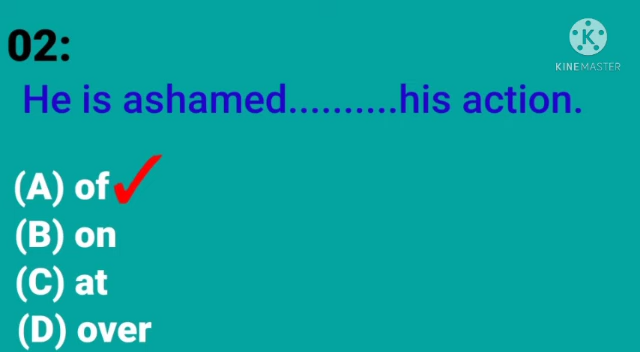 02:
KINEMASTER
He is ashamed..........his action.
(A) of
(B) on
(C) at
(D) over